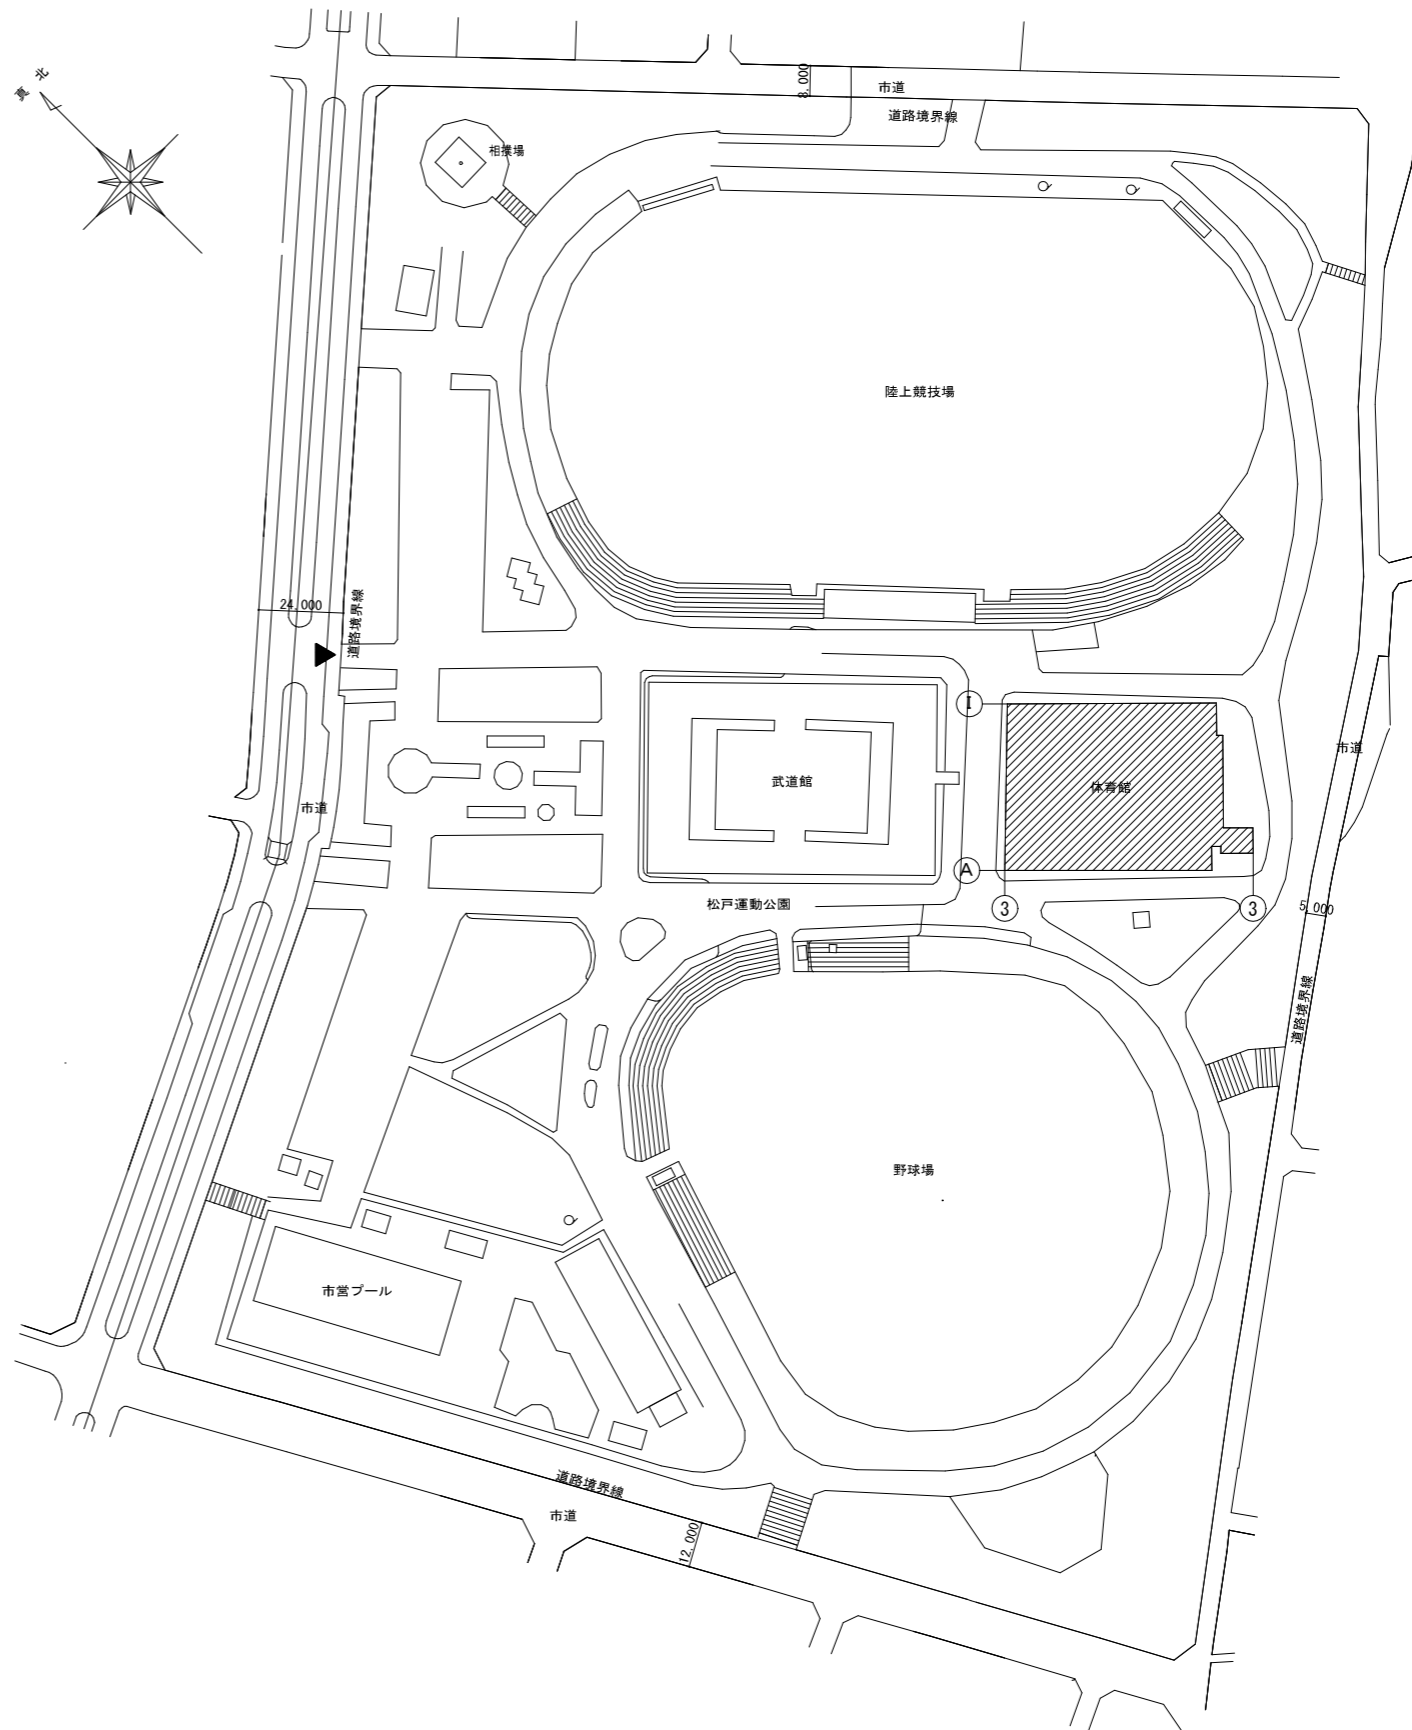 真北
8,000
市道
道路境界線
相撲場
陸上競技場
24,000
道路境界線
I
市道
武道館
体育館
市道
A
松戸運動公園
3
3
5,000
道路境界線
野球場
市営プール
道路境界線
市道
12,000